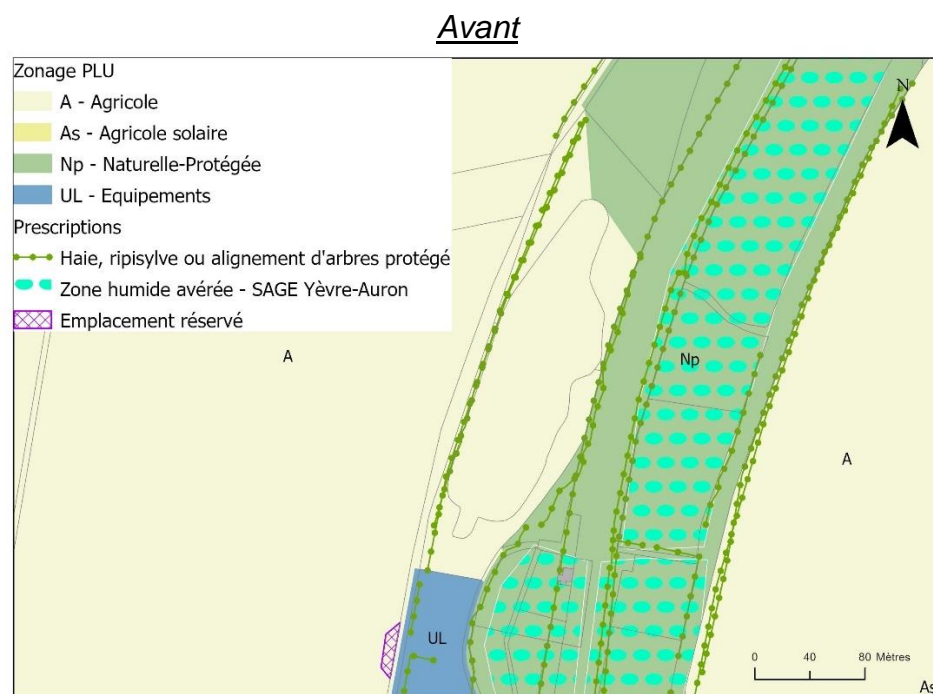 Avant
Zonage PLU
A - Agricole
As - Agricole solaire
Np - Naturelle-Protégée
UL - Equipements
Prescriptions
Haie, ripisylve ou alignement d'arbres protégé
Zone humide avérée - SAGE Yèvre-Auron
Emplacement réservé
N
A
Np
A
UL
0 40 80 Mètres
As